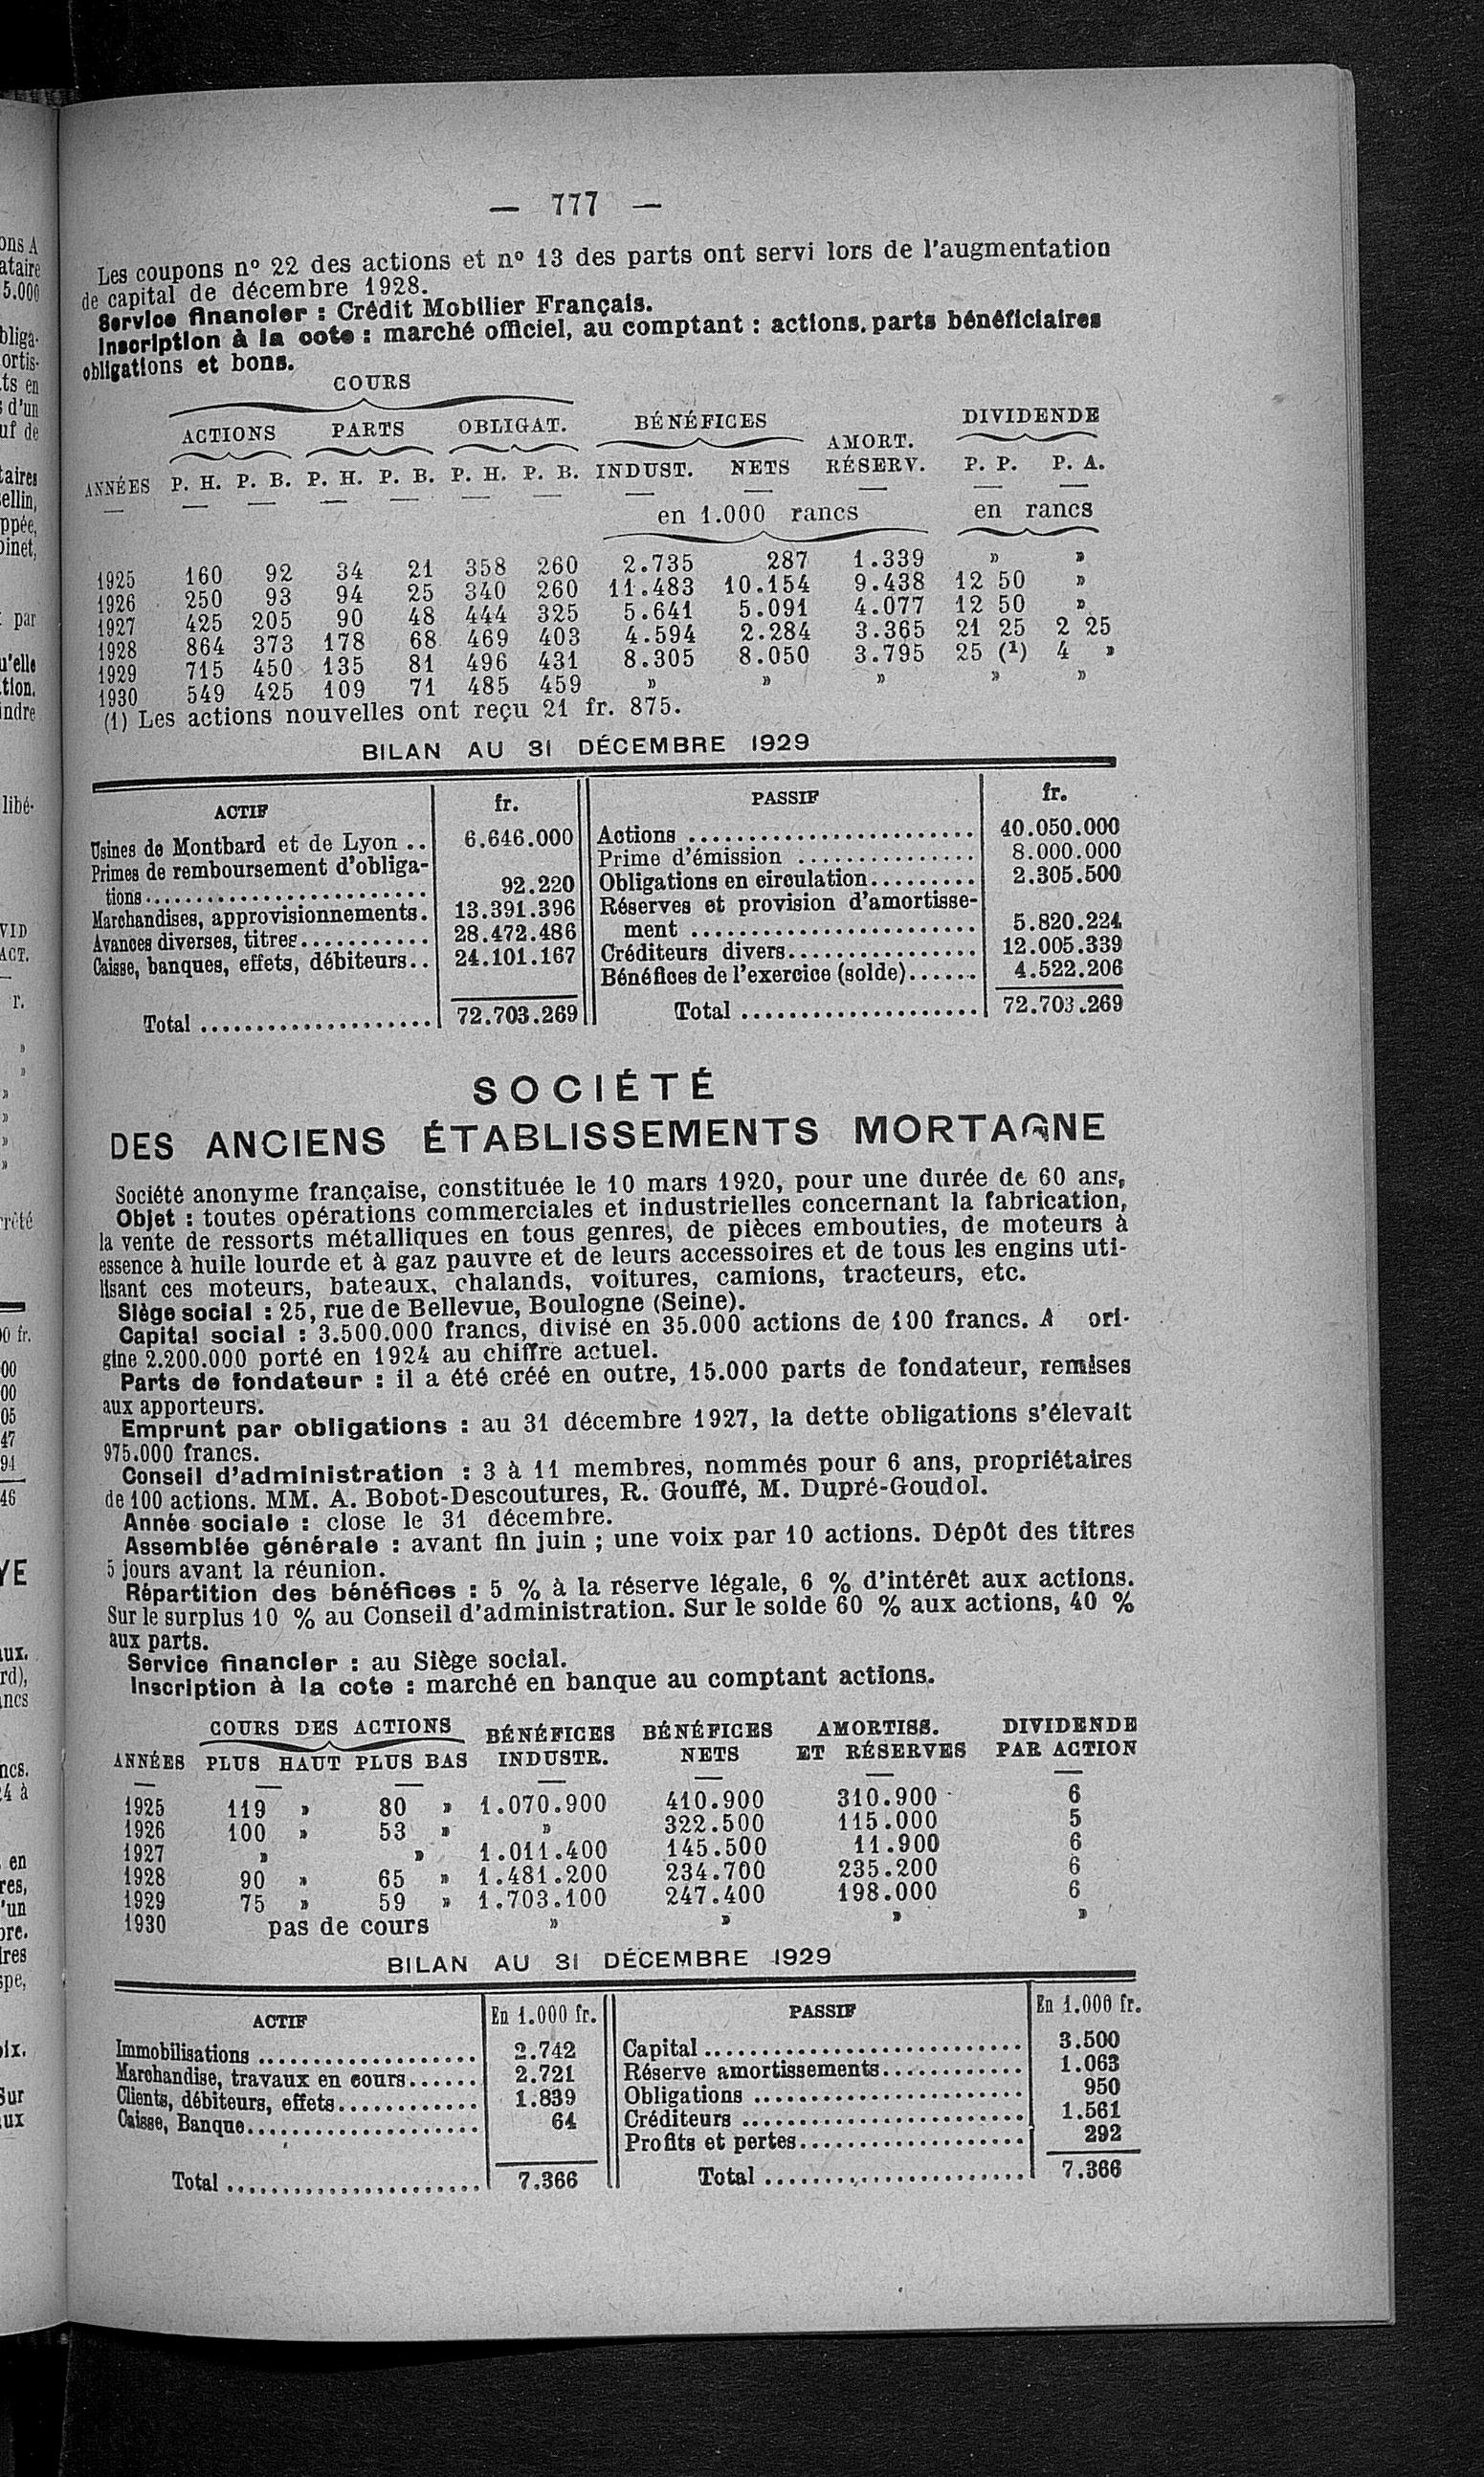 — 777 —
Les coupons nº 22 des actions et nº 13 des parts ont servi lors de l'augmentation
de capital de décembre 1928.
Service financier : Crédit Mobilier Français.
Inscription à la cote : marché officiel, au comptant : actions, parts bénéficiaires
obligations et bons.
COURS
ACTIONS PARTS OBLIGAT. BÉNÉFICES AMORT. DIVIDENDE
ANNÉES P. H. P. B. P. H. P. B. P. H. P. B. INDUST. NETS RÉSERV. P. P. P. A.
en 1.000 rancs en rancs
1925 160 92 34 21 358 260 2.735 287 1.339 » »
1926 250 93 94 25 340 260 11.483 10.154 9.438 12 50 »
1927 425 205 90 48 444 325 5.641 5.091 4.077 12 50 »
1928 864 373 178 68 469 403 4.594 2.284 3.365 21 25 2 25
1929 715 450 135 81 496 431 8.305 8.050 3.795 25 (1) 4 »
1930 549 425 109 71 485 459 » » » » »
(1) Les actions nouvelles ont reçu 21 fr. 875.
BILAN AU 31 DÉCEMBRE 1929
ACTIF fr. PASSIF fr.
Usines de Montbard et de Lyon .. 6.646.000 Actions ........................ 40.050.000
Primes de remboursement d'obliga- Prime d'émission ............... 8.000.000
tions........................ 92.220 Obligations en circulation......... 2.305.500
Marchandises, approvisionnements. 13.391.396 Réserves et provision d'amortisse-
Avances diverses, titres........... 28.472.486 ment ........................ 5.820.224
Caisse, banques, effets, débiteurs.. 24.101.167 Créditeurs divers................ 12.005.339
Bénéfices de l'exercice (solde)...... 4.522.206
Total ..................... 72.703.269 Total .................... 72.703.269
SOCIÉTÉ
DES ANCIENS ÉTABLISSEMENTS MORTAGNE
Société anonyme française, constituée le 10 mars 1920, pour une durée de 60 ans,
Objet : toutes opérations commerciales et industrielles concernant la fabrication,
la vente de ressorts métalliques en tous genres, de pièces embouties, de moteurs à
essence à huile lourde et à gaz pauvre et de leurs accessoires et de tous les engins uti-
lisant ces moteurs, bateaux, chalands, voitures, camions, tracteurs, etc.
Siège social : 25, rue de Bellevue, Boulogne (Seine).
Capital social : 3.500.000 francs, divisé en 35.000 actions de 100 francs. A ori-
gine 2.200.000 porté en 1924 au chiffre actuel.
Parts de fondateur : il a été créé en outre, 15.000 parts de fondateur, remises
aux apporteurs.
Emprunt par obligations : au 31 décembre 1927, la dette obligations s'élevait
975.000 francs.
Conseil d'administration : 3 à 11 membres, nommés pour 6 ans, propriétaires
de 100 actions. MM. A. Bobot-Descoutures, R. Gouffé, M. Dupré-Goudol.
Année sociale : close le 31 décembre.
Assemblée générale : avant fin juin ; une voix par 10 actions. Dépôt des titres
5 jours avant la réunion.
Répartition des bénéfices : 5 % à la réserve légale, 6 % d'intérêt aux actions.
Sur le surplus 10 % au Conseil d'administration. Sur le solde 60 % aux actions, 40 %
aux parts.
Service financier : au Siège social.
Inscription à la cote : marché en banque au comptant actions.
COURS DES ACTIONS BÉNÉFICES BÉNÉFICES AMORTISS. DIVIDENDE
ANNÉES PLUS HAUT PLUS BAS INDUSTR. NETS ET RÉSERVES PAR ACTION
1925 119 » 80 » 1.070.900 410.900 310.900 6
1926 100 » 53 » » 322.500 115.000 5
1927 » » 1.011.400 145.500 11.900 6
1928 90 » 65 » 1.481.200 234.700 235.200 6
1929 75 » 59 » 1.703.100 247.400 198.000 6
1930 pas de cours » » » »
BILAN AU 31 DÉCEMBRE 1929
ACTIF En 1.000 fr. PASSIF En 1.000 fr.
Immobilisations .................... 2.742 Capital ........................... 3.500
Marchandise, travaux en cours...... 2.721 Réserve amortissements............ 1.063
Clients, débiteurs, effets............ 1.839 Obligations ....................... 950
Caisse, Banque.................... 64 Créditeurs ........................ 1.561
Profits et pertes................... 292
Total ...................... 7.366 Total ...................... 7.366